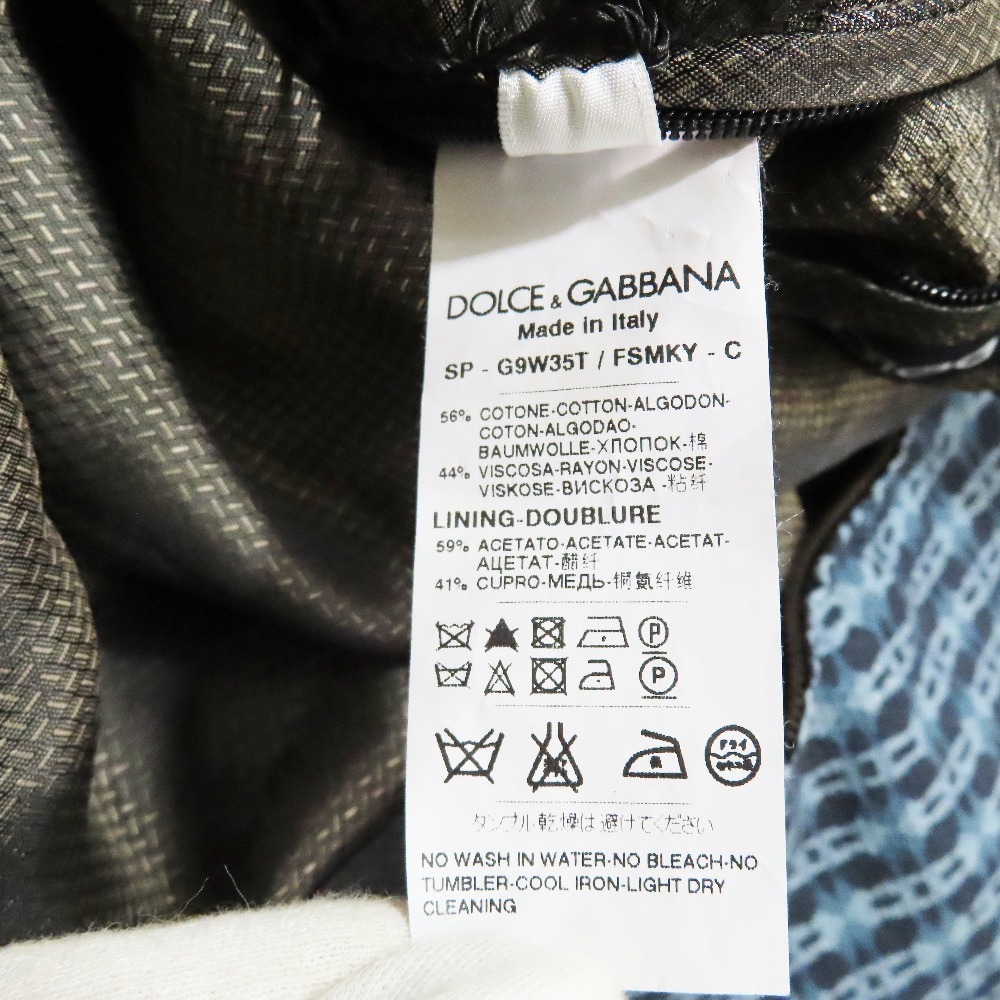 DOLCE & GABBANA
Made in Italy
SP - G9W35T / FSMKY - C
56% COTONE-COTTON-ALGODON-
COTON-ALGODAO-
BAUMWOLLE-ХЛОПОК-棉
44% VISCOSA-RAYON-VISCOSE-
VISKOSE-ВИСКОЗА -粘纤
LINING-DOUBLURE
59% ACETATO-ACETATE-ACETAT-
АЦЕТАТ-醋纤
41% CUPRO-МЕДЬ-铜氨纤维
P
P
ドライ
タンブル乾燥は避けてください
NO WASH IN WATER-NO BLEACH-NO
TUMBLER-COOL IRON-LIGHT DRY
CLEANING